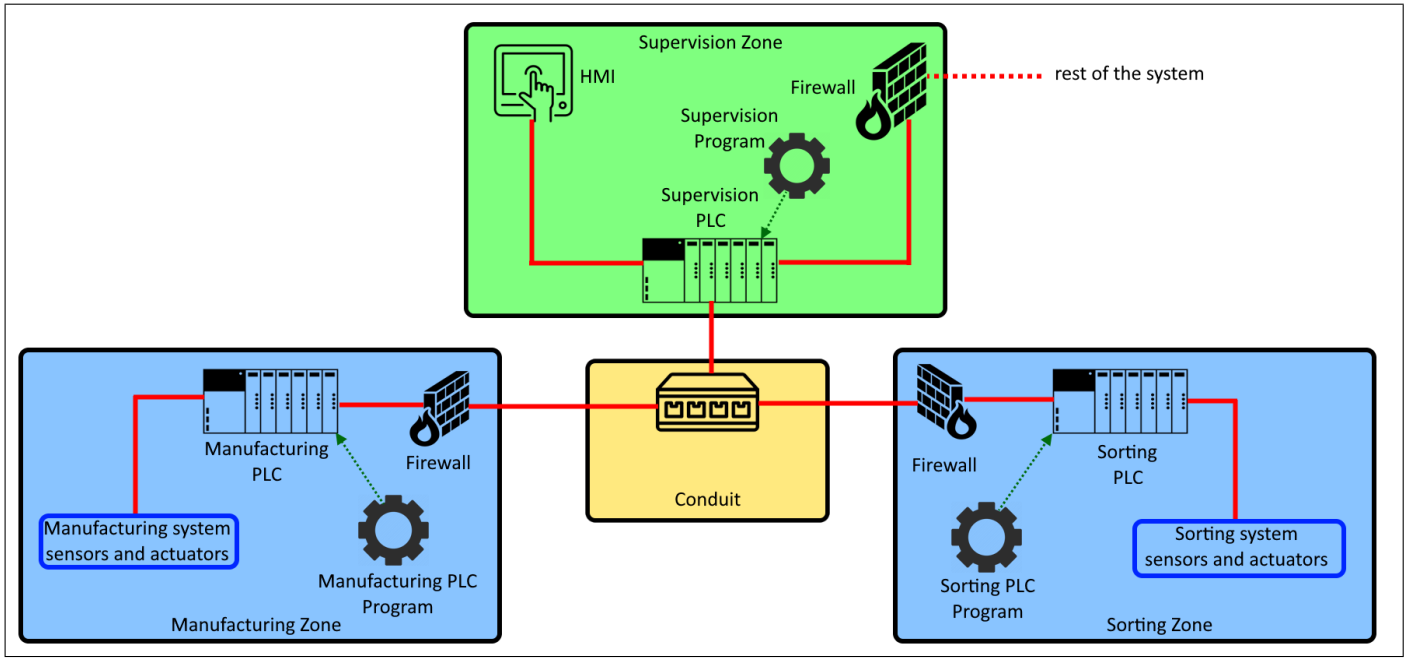 Supervision Zone
HMI
Firewall
rest of the system
Supervision
Program
Supervision
PLC
Manufacturing
PLC
Firewall
Manufacturing system
sensors and actuators
Manufacturing PLC
Program
Manufacturing Zone
Conduit
Firewall
Sorting
PLC
Sorting system
sensors and actuators
Sorting PLC
Program
Sorting Zone